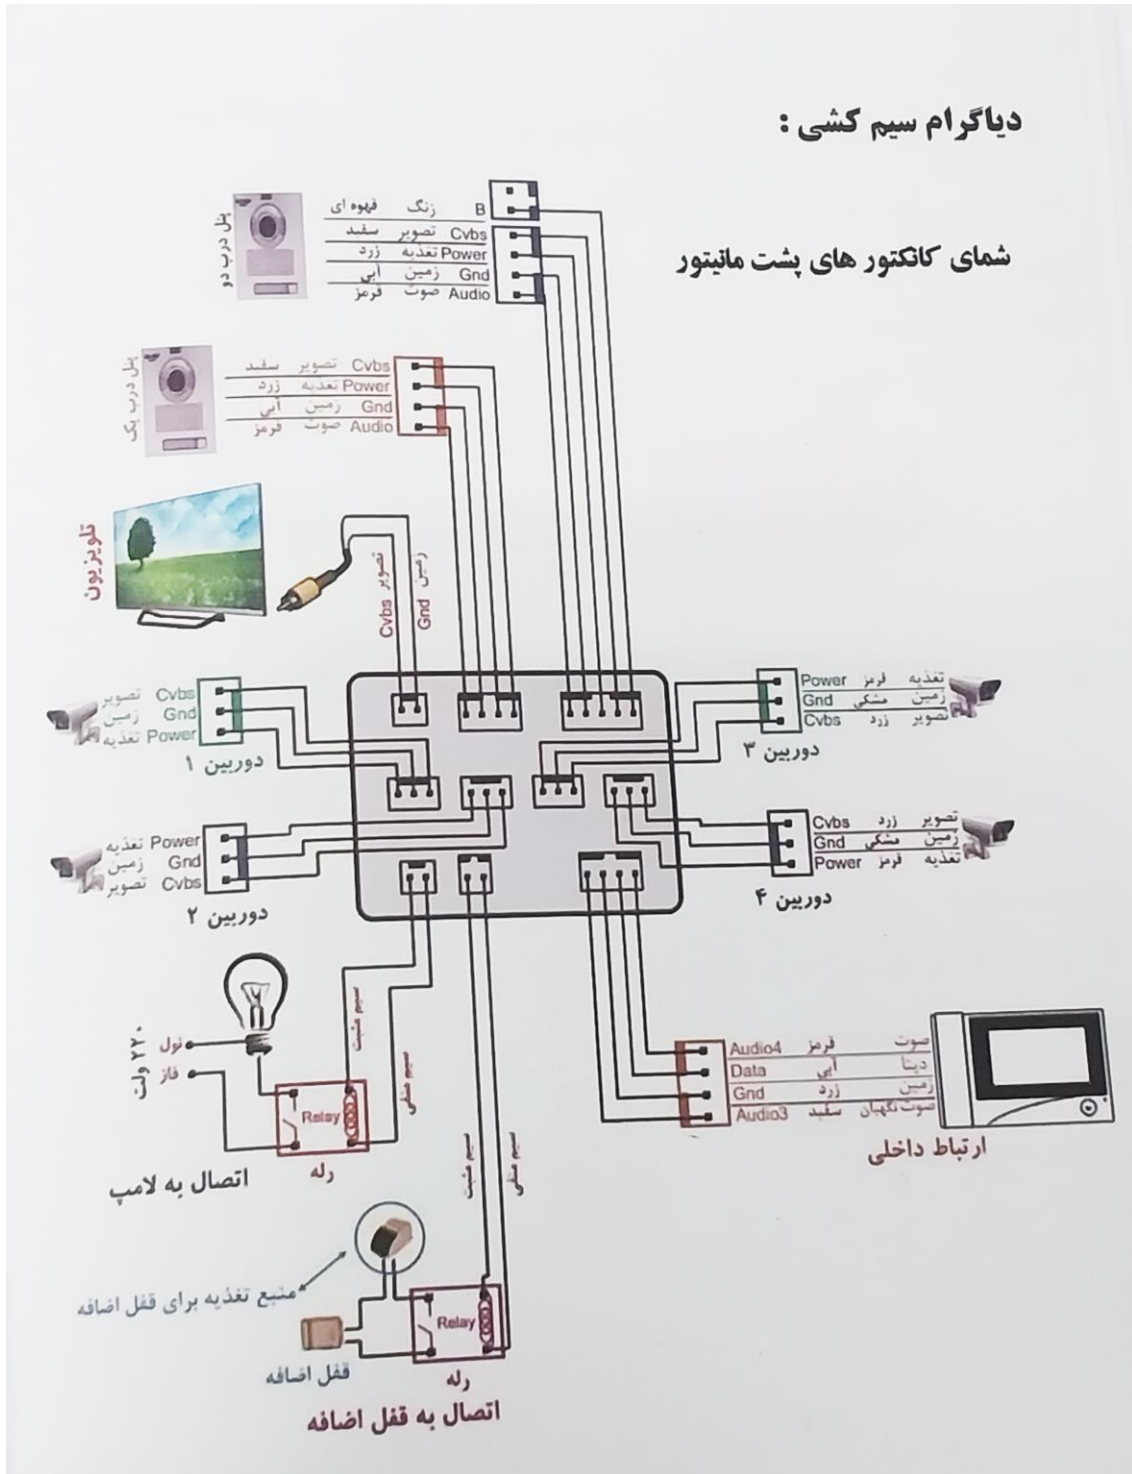 دیاگرام سیم کشی :
شمای کانکتور های پشت مانیتور
پنل درب دو
B زنگ قهوه ای
Cvbs تصویر سفید
Power تغذیه زرد
Gnd زمین آبی
Audio صوت قرمز
پنل درب یک
Cvbs تصویر سفید
Power تغذیه زرد
Gnd زمین آبی
Audio صوت قرمز
تلویزیون
Cvbs تصویر
Gnd زمین
Cvbs تصویر
Gnd زمین
Power تغذیه
دوربین ۱
Power قرمز تغذیه
Gnd مشکی زمین
Cvbs زرد تصویر
دوربین ۳
Power تغذیه
Gnd زمین
Cvbs تصویر
دوربین ۲
Cvbs زرد تصویر
Gnd مشکی زمین
Power قرمز تغذیه
دوربین ۴
۲۲۰ ولت
نول
فاز
سیم مثبت
سیم منفی
Relay
رله
اتصال به لامپ
Audio4 قرمز صوت
Data آبی دیتا
Gnd زرد زمین
Audio3 سفید صوت نگهبان
ارتباط داخلی
سیم مثبت
سیم منفی
منبع تغذیه برای قفل اضافه
Relay
قفل اضافه
رله
اتصال به قفل اضافه